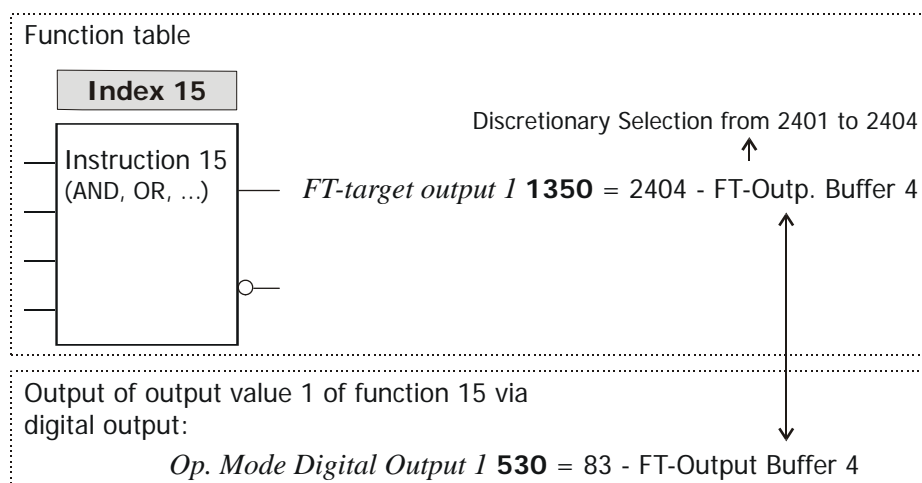 Function table
Index 15
Discretionary Selection from 2401 to 2404
Instruction 15
(AND, OR, ...)
FT-target output 1 1350 = 2404 - FT-Outp. Buffer 4
Output of output value 1 of function 15 via
digital output:
Op. Mode Digital Output 1 530 = 83 - FT-Output Buffer 4